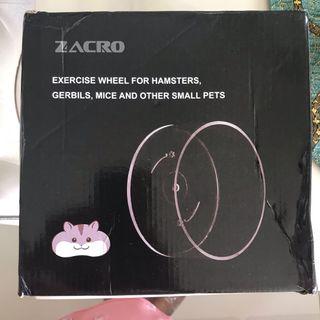 ZACRO
EXERCISE WHEEL FOR HAMSTERS,
GERBILS, MICE AND OTHER SMALL PETS